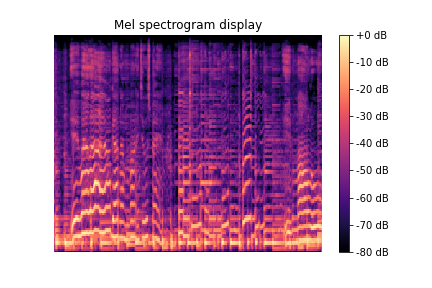 Mel spectrogram display
+0 dB
-10 dB
-20 dB
-30 dB
-40 dB
-50 dB
-60 dB
-70 dB
-80 dB